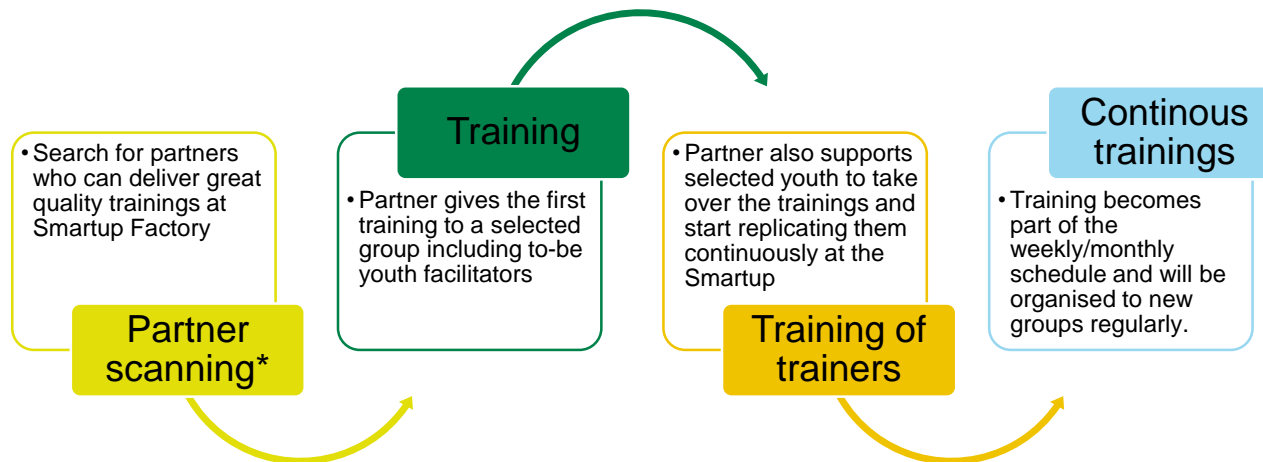 • Search for partners
who can deliver great
quality trainings at
Smartup Factory
Partner
scanning*
Training
• Partner gives the first
training to a selected
group including to-be
youth facilitators
• Partner also supports
selected youth to take
over the trainings and
start replicating them
continuously at the
Smartup
Training of
trainers
Continous
trainings
• Training becomes
part of the
weekly/monthly
schedule and will be
organised to new
groups regularly.